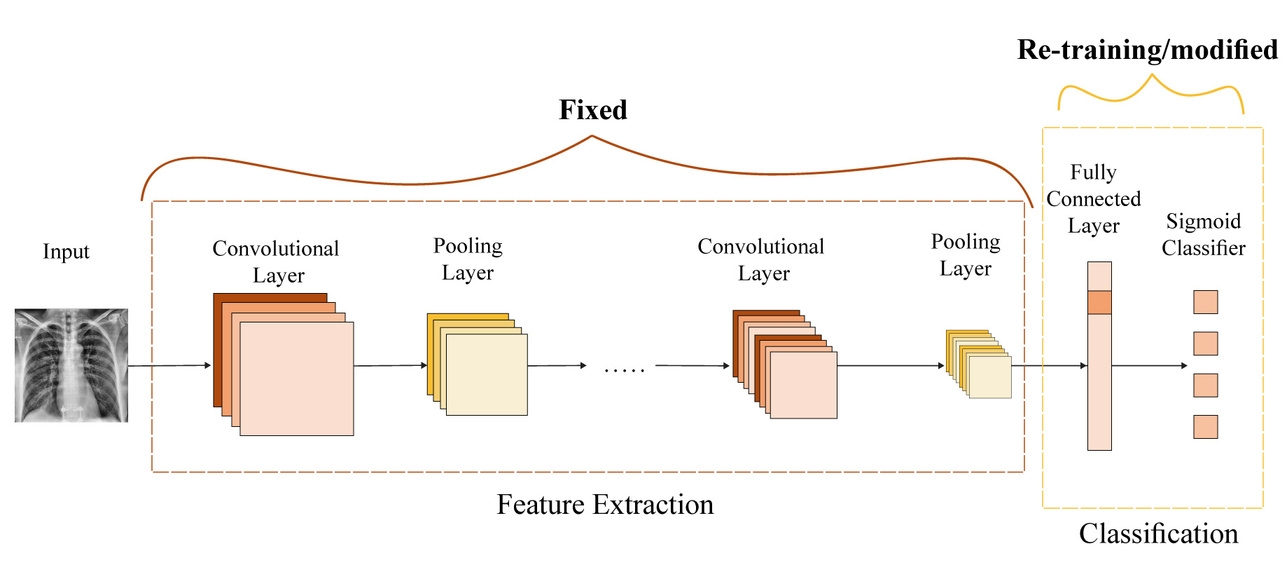 Re-training/modified
Fixed
Input
Convolutional
Layer
Pooling
Layer
.....
Convolutional
Layer
Pooling
Layer
Fully
Connected
Layer
Sigmoid
Classifier
Feature Extraction
Classification